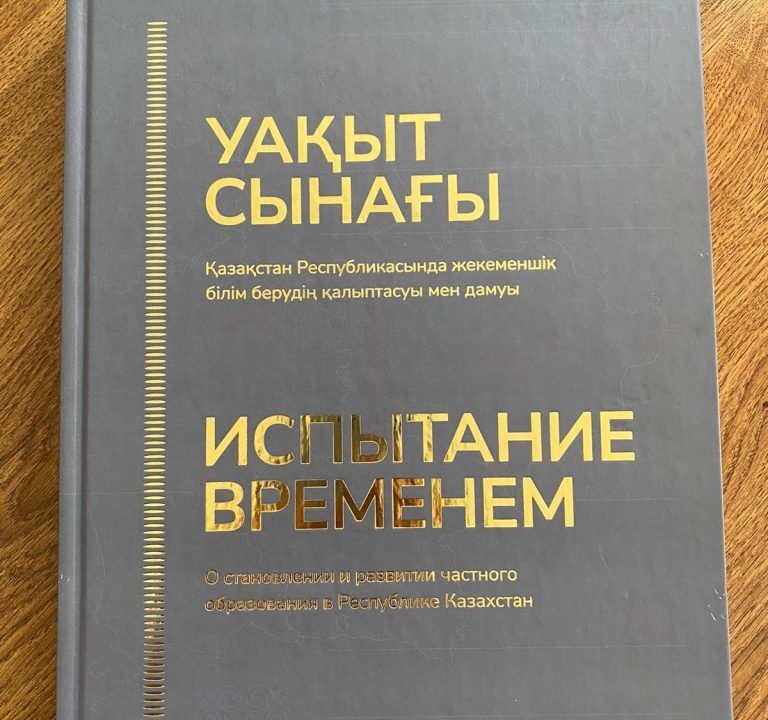 УАҚЫТ
СЫНАҒЫ
Қазақстан Республикасында жекеменшік
білім берудің қалыптасуы мен дамуы
ИСПЫТАНИЕ
ВРЕМЕНЕМ
О становлении и развитии частного
образования в Республике Казахстан